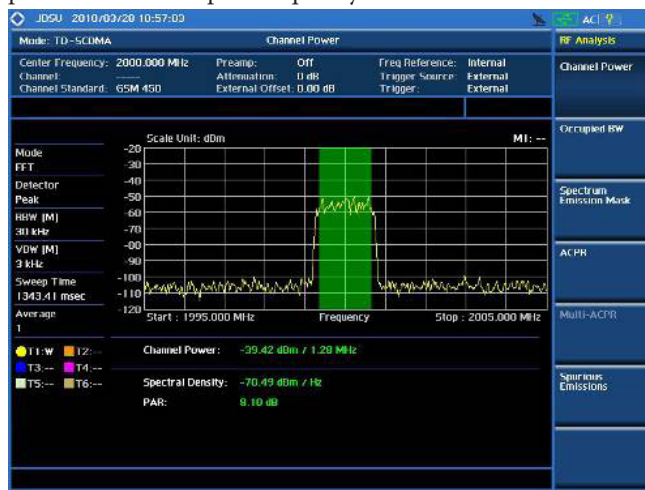 JDSU 2010/03/28 10:57:03
AC
?
Mode: TD-SCDMA
Channel Power
RF Analysis
Center Frequency: 2000.000 MHz
Preamp: Off
Freq Reference: Internal
Channel: -----
Attenuation: 0 dB
Trigger Source: External
Channel Standard: GSM 450
External Offset: 0.00 dB
Trigger: External
Channel Power
Occupied BW
Spectrum
Emission Mask
ACPR
Multi-ACPR
Spurious
Emissions
Scale Unit: dBm
M1: --
Mode
FFT
Detector
Peak
RBW [M]
30 kHz
VBW [M]
3 kHz
Sweep Time
1343.41 msec
Average
1
-20
-30
-40
-50
-60
-70
-80
-90
-100
-110
-120
Start : 1995.000 MHz
Frequency
Stop : 2005.000 MHz
T1:W
T2:--
T3:--
T4:--
T5:--
T6:--
Channel Power: -39.42 dBm / 1.28 MHz
Spectral Density: -70.49 dBm / Hz
PAR: 8.10 dB